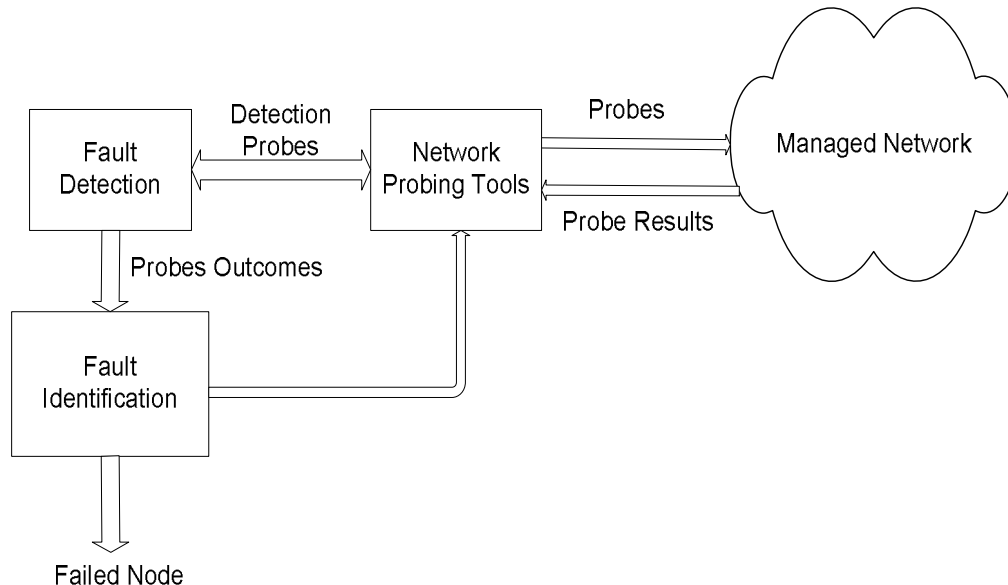 Probes
Detection
Probes
Managed Network
Fault
Detection
Network
Probing Tools
Probe Results
Probes Outcomes
Fault
Identification
Failed Node